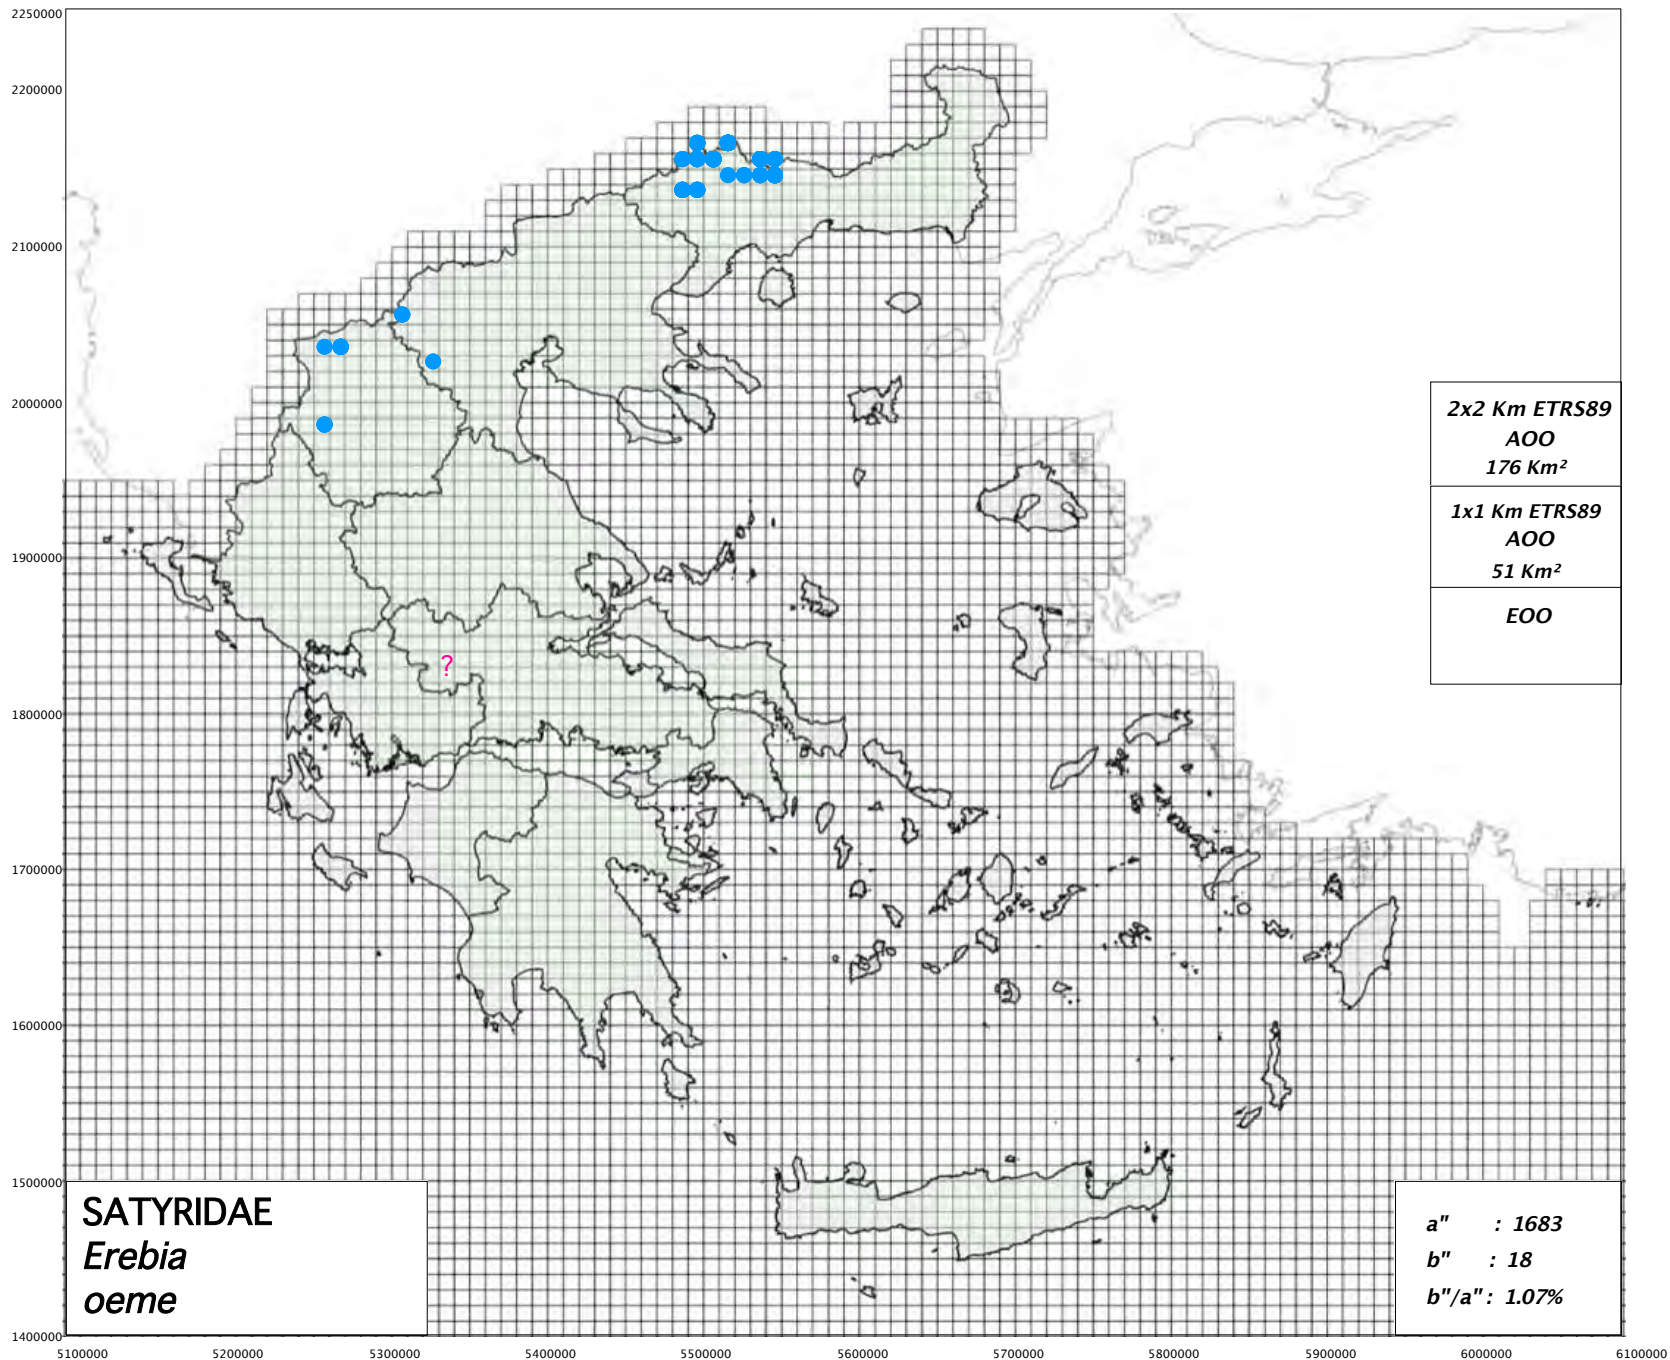 2250000
2200000
2100000
2000000
1900000
1800000
1700000
1600000
1500000
1400000
2x2 Km ETRS89
AOO
176 Km²
1x1 Km ETRS89
AOO
51 Km²
EOO
?
SATYRIDAE
Erebia
oeme
a" : 1683
b" : 18
b"/a" : 1.07%
5100000 5200000 5300000 5400000 5500000 5600000 5700000 5800000 5900000 6000000 6100000